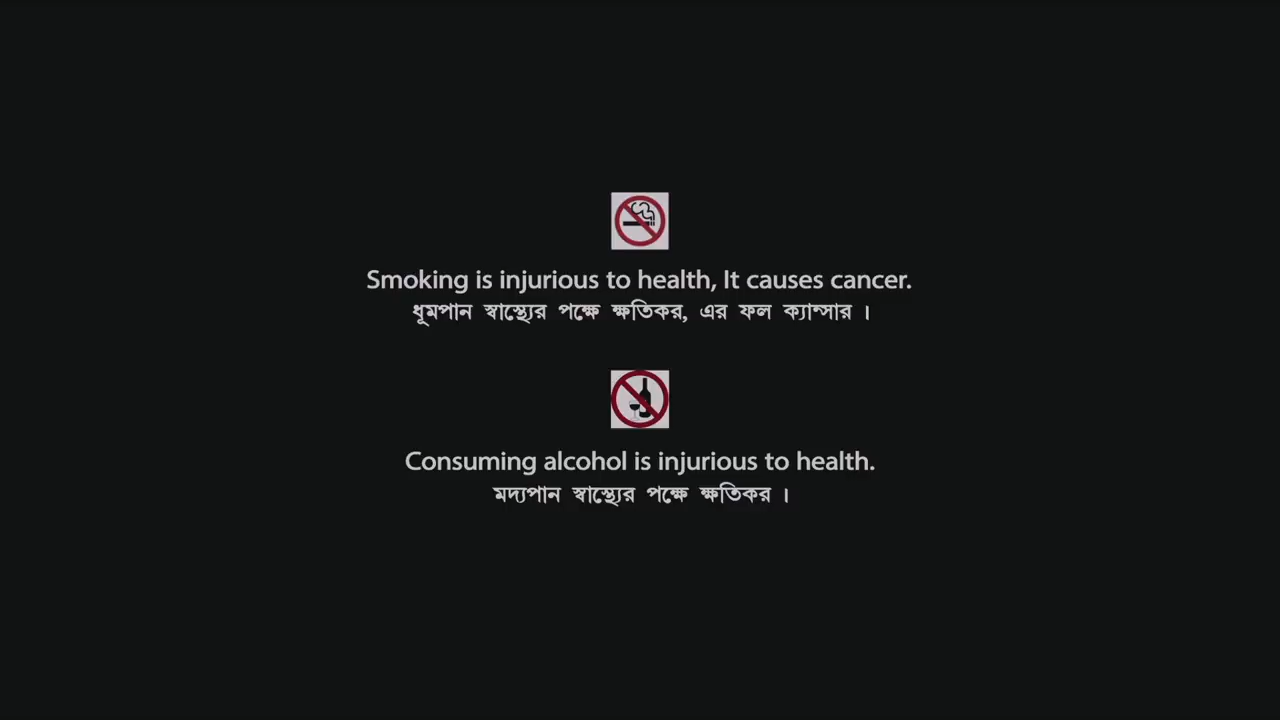 Smoking is injurious to health, It causes cancer.
ধূমপান স্বাস্থ্যের পক্ষে ক্ষতিকর, এর ফল ক্যান্সার ।
Consuming alcohol is injurious to health.
মদ্যপান স্বাস্থ্যের পক্ষে ক্ষতিকর ।